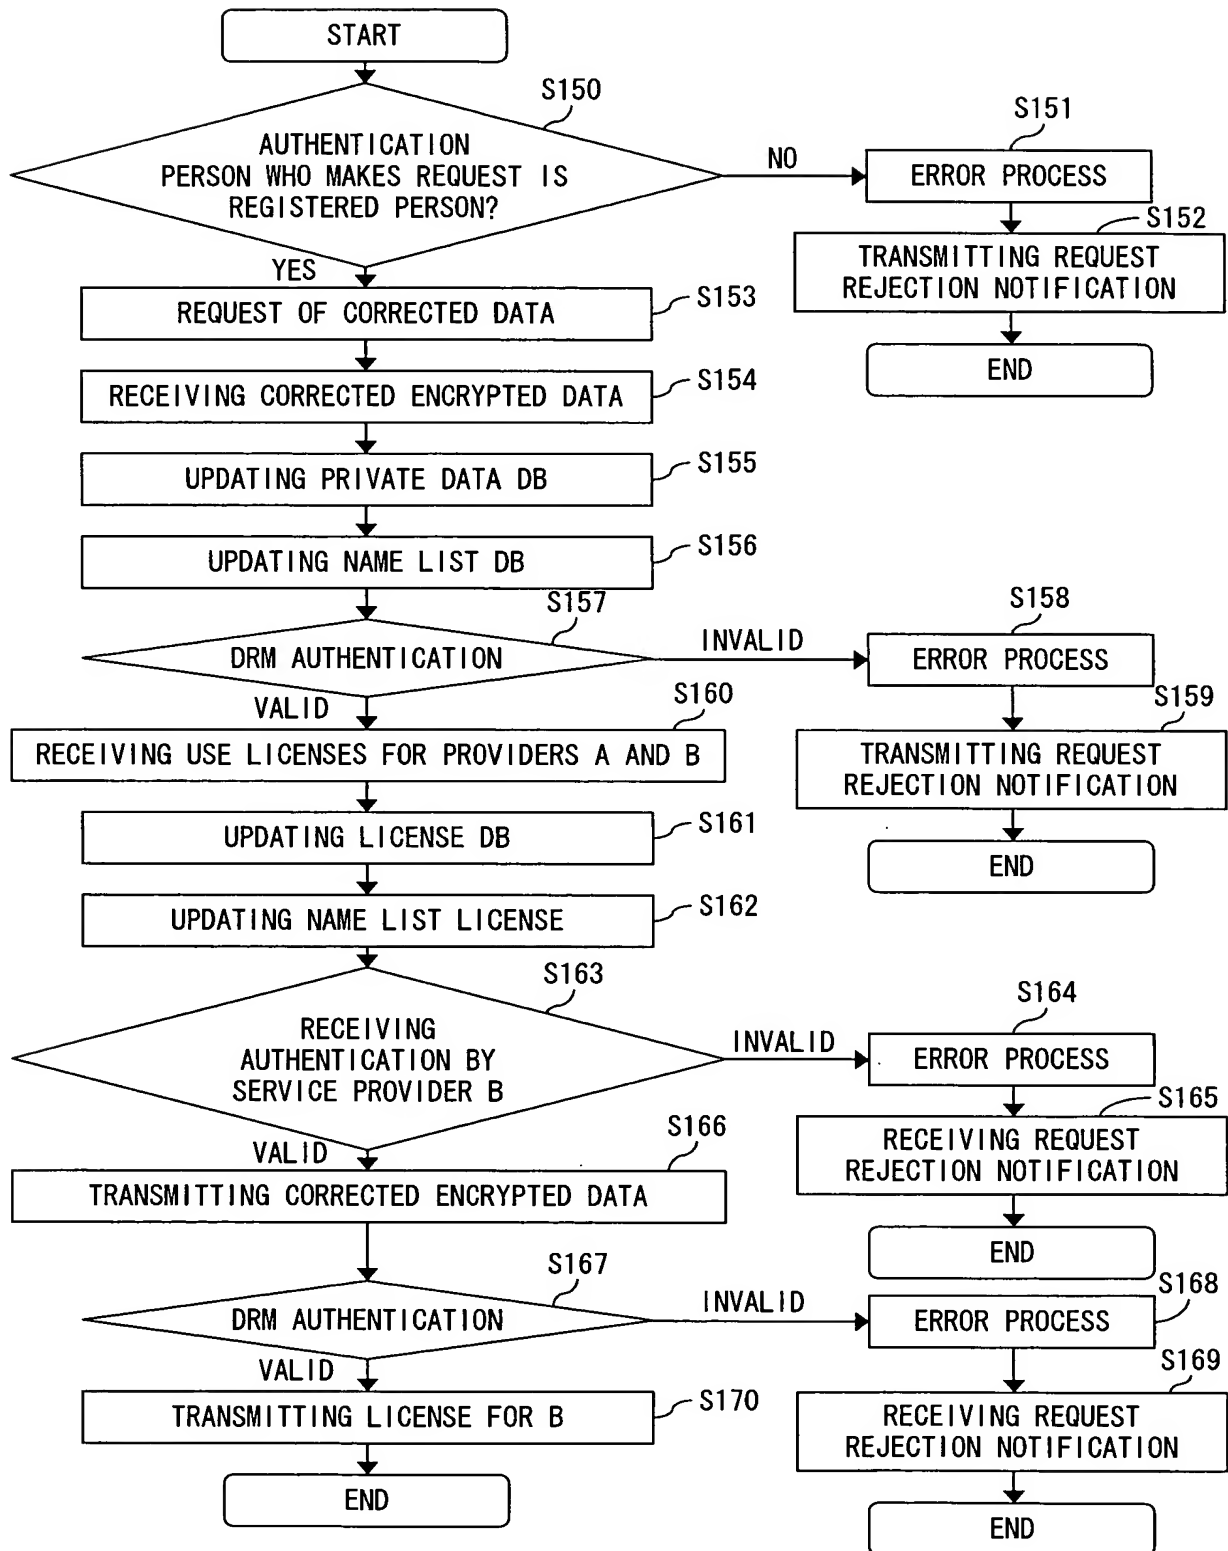 START
S150
AUTHENTICATION
PERSON WHO MAKES REQUEST IS
REGISTERED PERSON?
NO
S151
ERROR PROCESS
S152
TRANSMITTING REQUEST
REJECTION NOTIFICATION
END
YES
REQUEST OF CORRECTED DATA
S153
RECEIVING CORRECTED ENCRYPTED DATA
S154
UPDATING PRIVATE DATA DB
S155
UPDATING NAME LIST DB
S156
S157
DRM AUTHENTICATION
INVALID
S158
ERROR PROCESS
S159
TRANSMITTING REQUEST
REJECTION NOTIFICATION
END
VALID
S160
RECEIVING USE LICENSES FOR PROVIDERS A AND B
UPDATING LICENSE DB
S161
UPDATING NAME LIST LICENSE
S162
S163
RECEIVING
AUTHENTICATION BY
SERVICE PROVIDER B
INVALID
S164
ERROR PROCESS
S165
RECEIVING REQUEST
REJECTION NOTIFICATION
END
VALID
S166
TRANSMITTING CORRECTED ENCRYPTED DATA
S167
DRM AUTHENTICATION
INVALID
S168
ERROR PROCESS
S169
RECEIVING REQUEST
REJECTION NOTIFICATION
END
VALID
TRANSMITTING LICENSE FOR B
S170
END